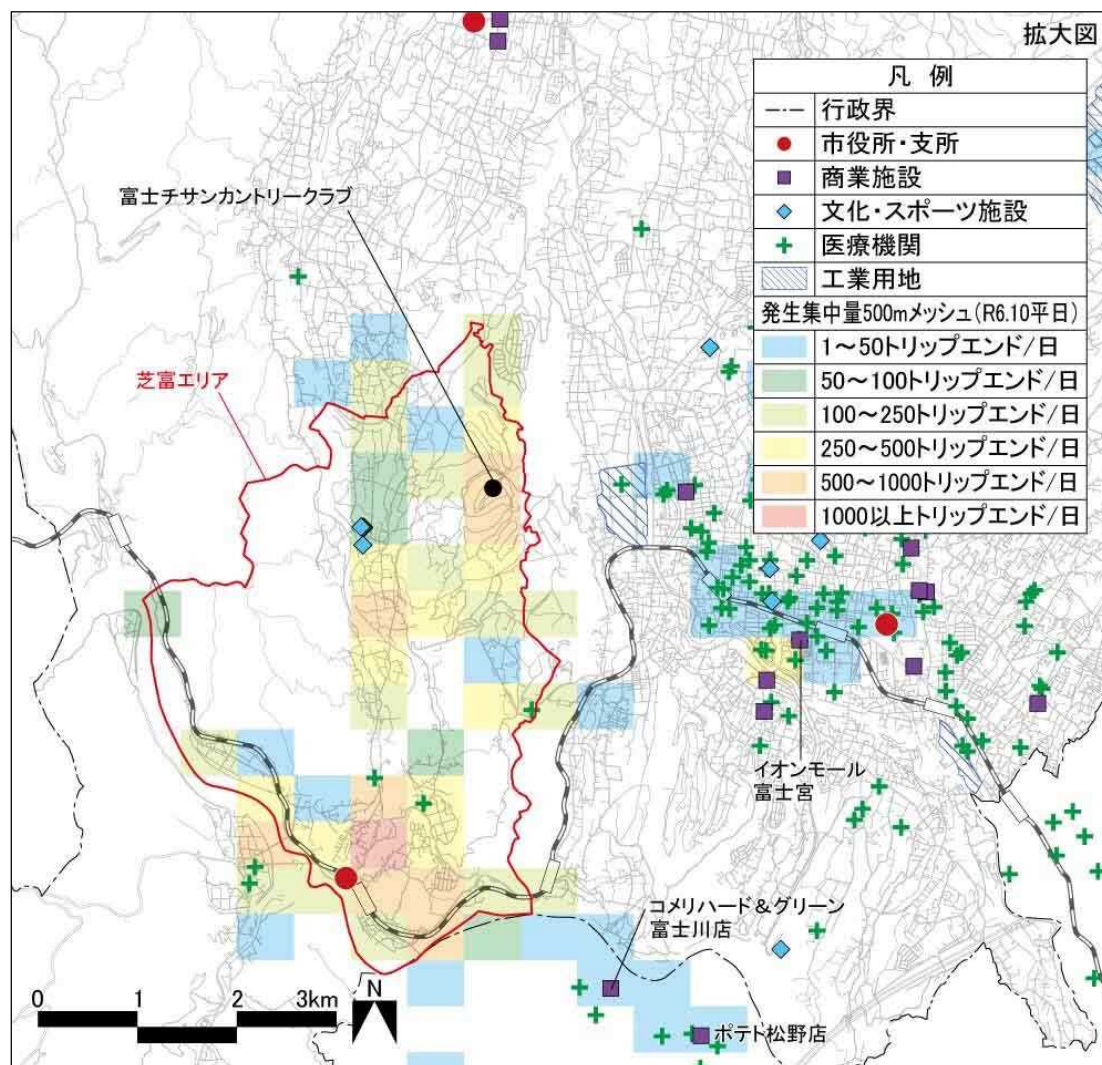 拡大図
凡 例
行政界
市役所・支所
商業施設
文化・スポーツ施設
医療機関
工業用地
発生集中量500mメッシュ(R6.10平日)
1～50トリップエンド/日
50～100トリップエンド/日
100～250トリップエンド/日
250～500トリップエンド/日
500～1000トリップエンド/日
1000以上トリップエンド/日
富士チサンカントリークラブ
芝富エリア
イオンモール
富士宮
コメリハード&グリーン
富士川店
ポテト松野店
0 1 2 3km
N